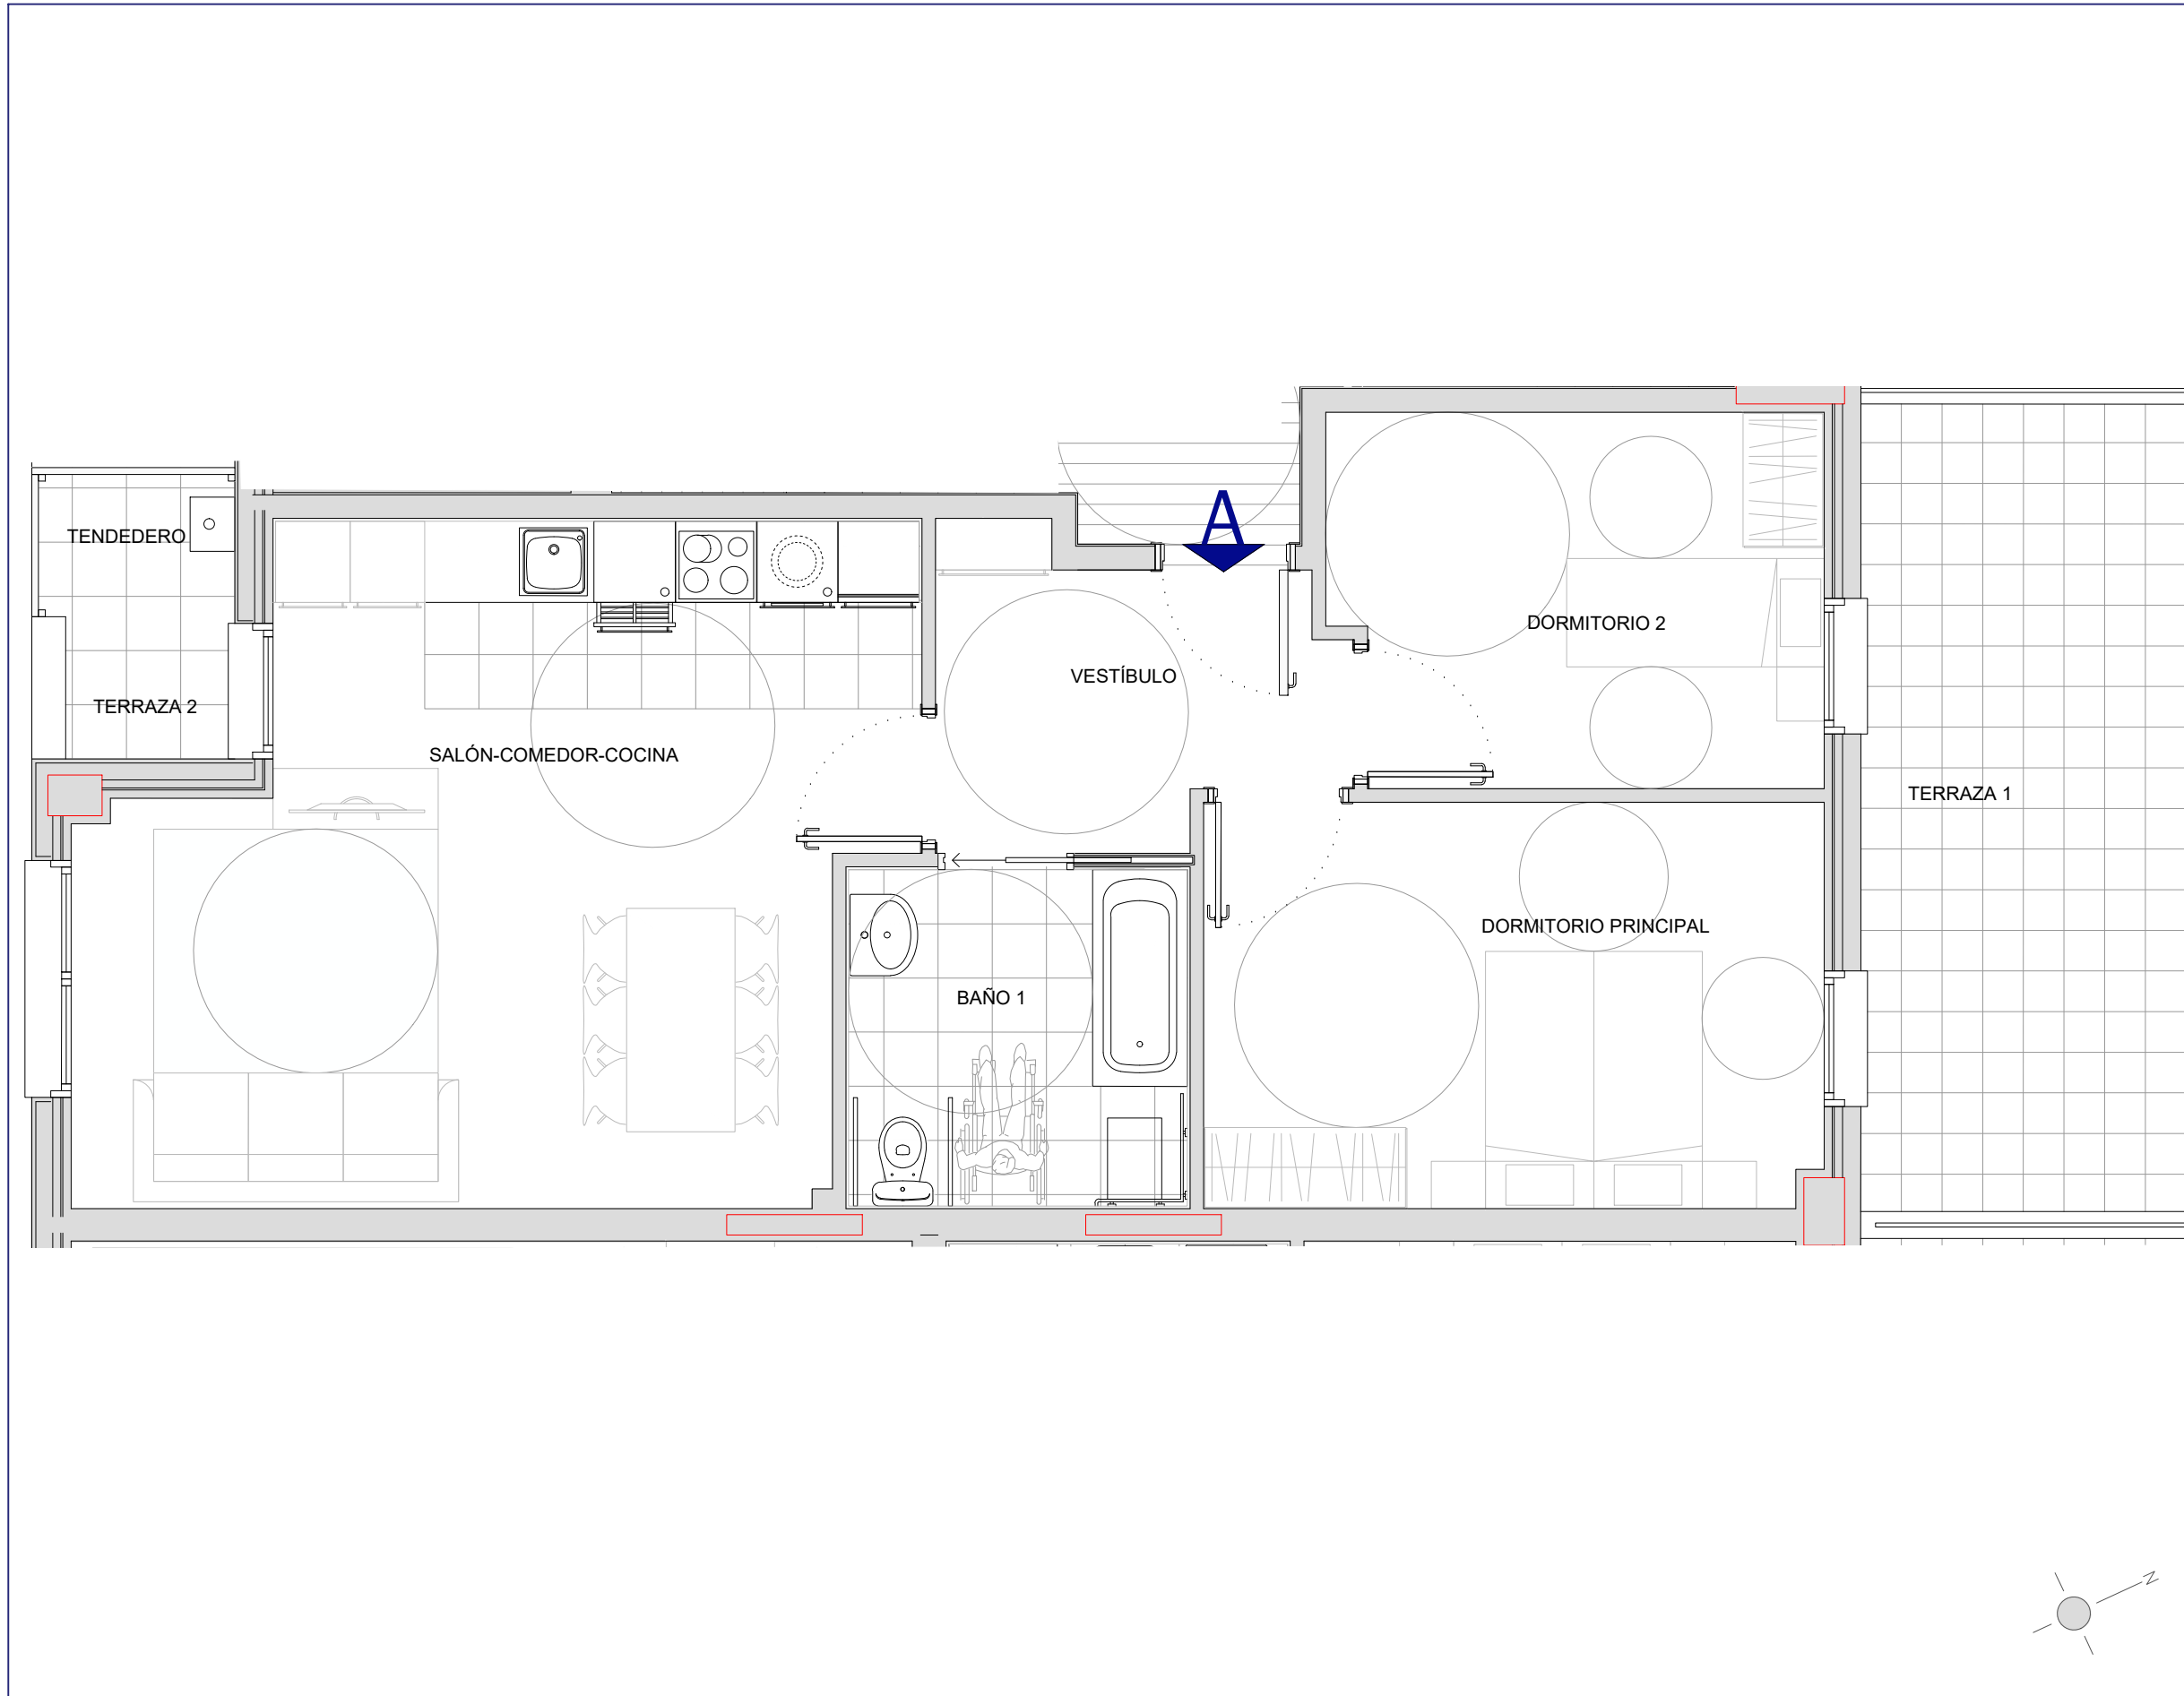 A
TENDEDERO
DORMITORIO 2
VESTÍBULO
TERRAZA 2
SALÓN-COMEDOR-COCINA
TERRAZA 1
DORMITORIO PRINCIPAL
BAÑO 1
N